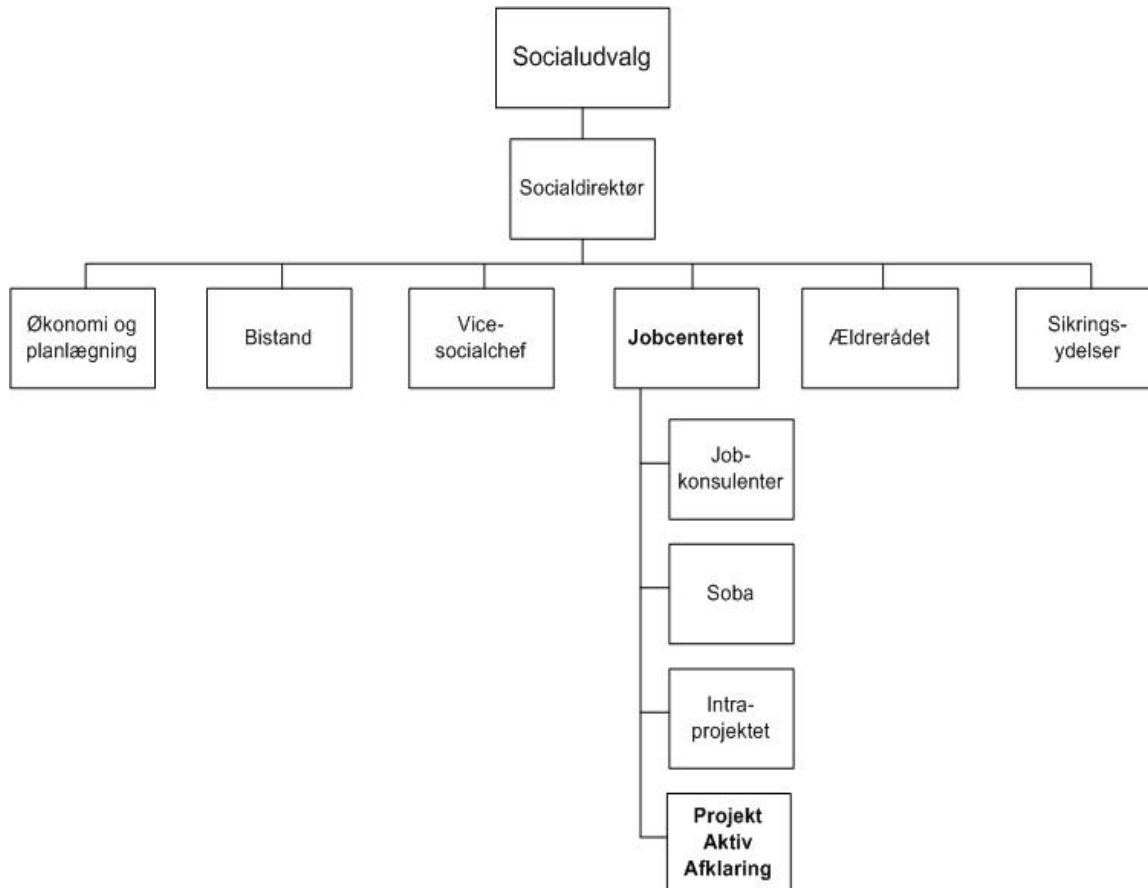 Socialudvalg
Socialdirektør
Økonomi og
planlægning
Bistand
Vice-
socialchef
Jobcenteret
Ældrerådet
Sikrings-
ydelser
Job-
konsulenter
Soba
Intra-
projektet
Projekt
Aktiv
Afklaring